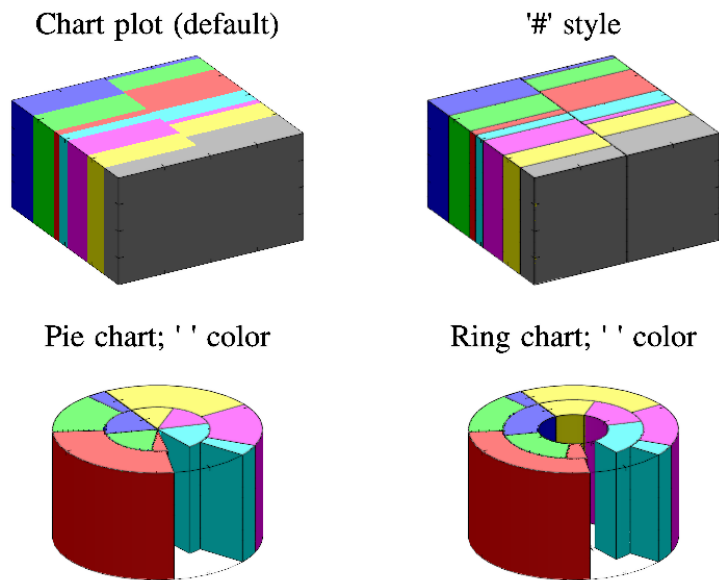 Chart plot (default)
'#' style
Pie chart; ' ' color
Ring chart; ' ' color